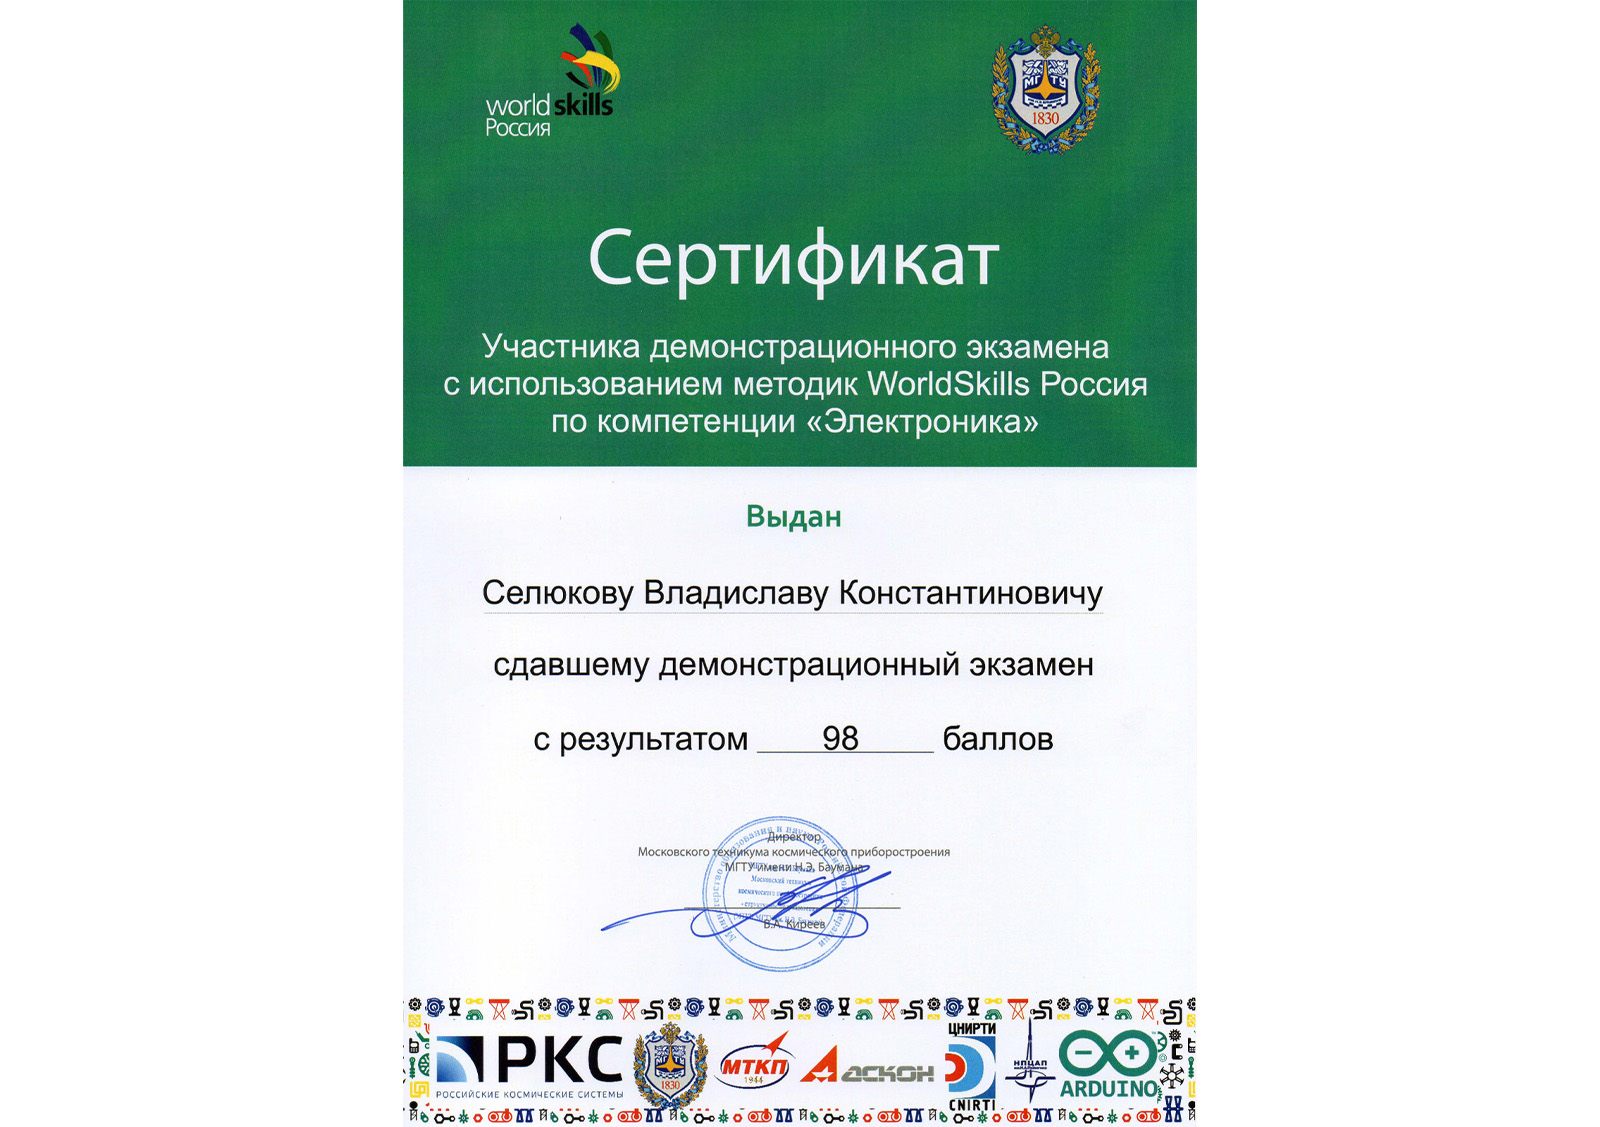 world skills
Россия
МГТУ
1830
Сертификат
Участника демонстрационного экзамена
с использованием методик WorldSkills Россия
по компетенции «Электроника»
Выдан
Селюкову Владиславу Константиновичу
сдавшему демонстрационный экзамен
с результатом 98 баллов
Директор
Московского техникума космического приборостроения
МГТУ имени Н.Э. Баумана
В.А. Киреев
РКС
РОССИЙСКИЕ КОСМИЧЕСКИЕ СИСТЕМЫ
1830
МТКП
1944
АСКОН
ЦНИРТИ
CNIRTI
НПЦАП
ARDUINO